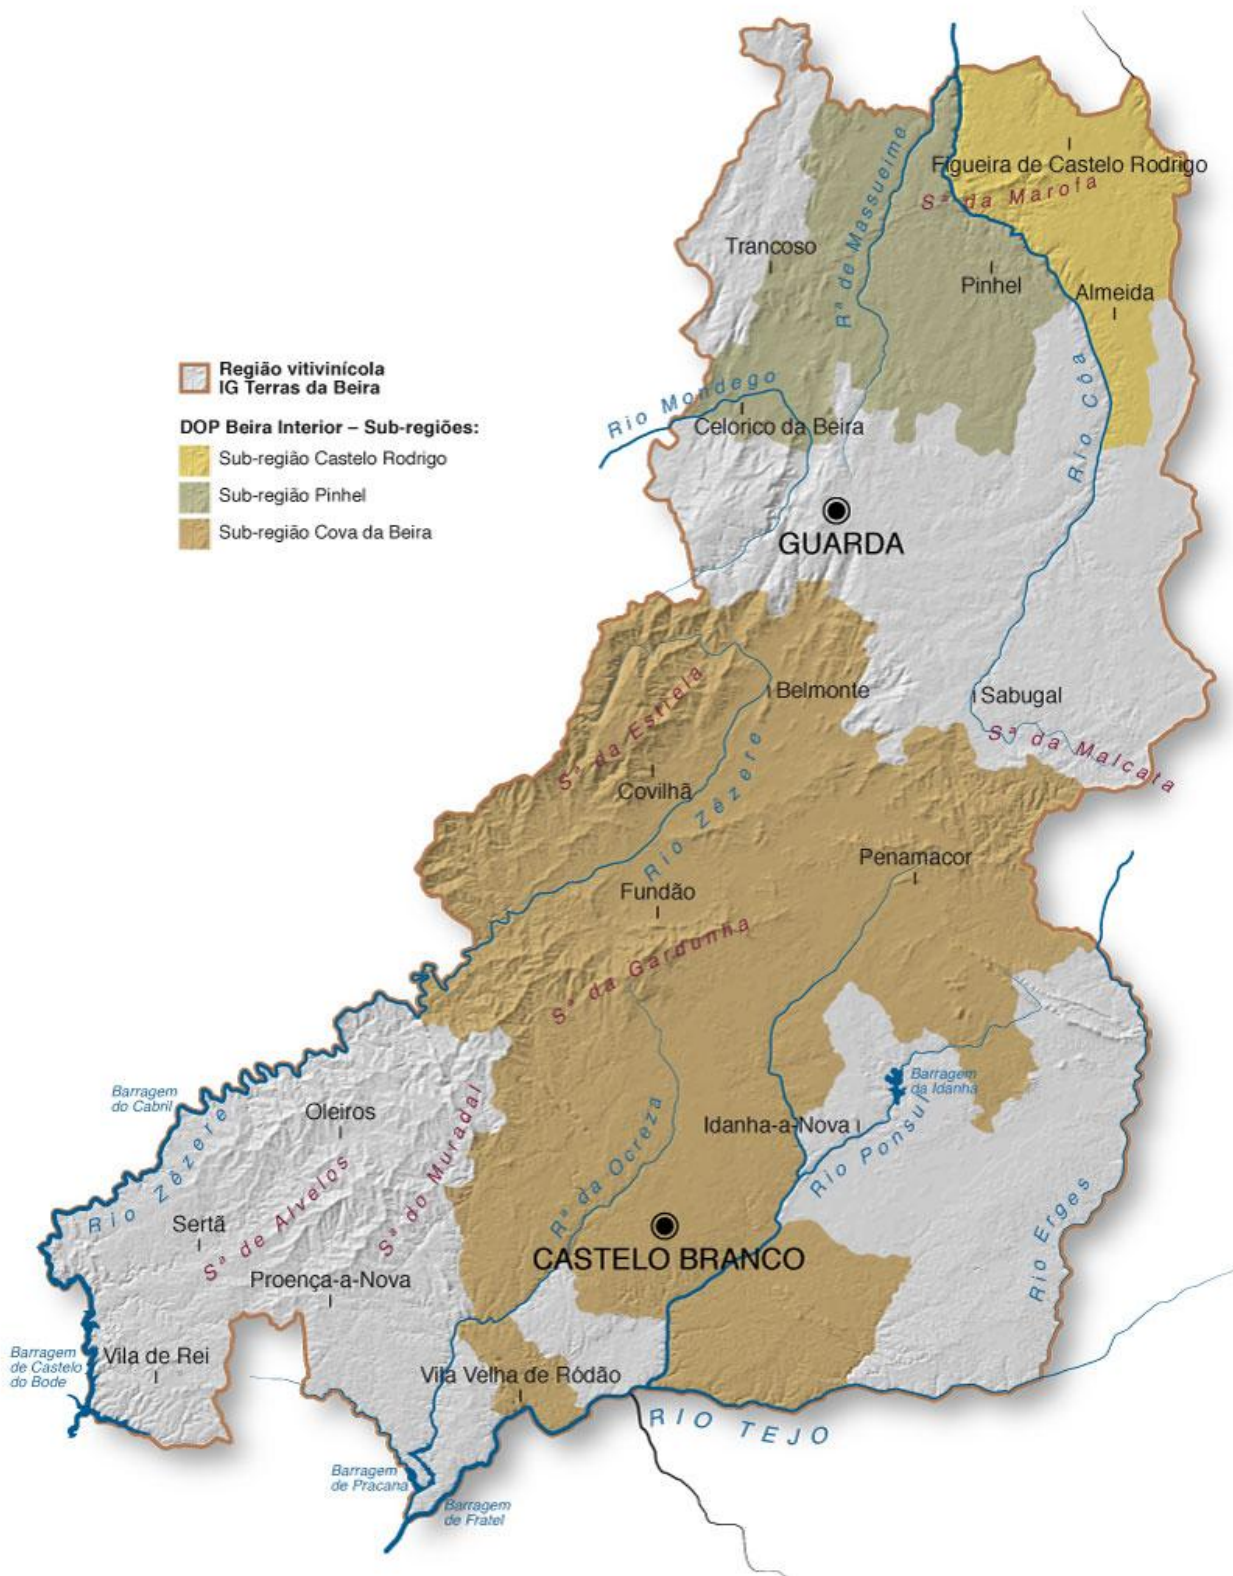 Figueira de Castelo Rodrigo
Sª da Marofa
Rª de Massueime
Trancoso
Pinhel
Almeida
Região vitivinícola
IG Terras da Beira
DOP Beira Interior – Sub-regiões:
Sub-região Castelo Rodrigo
Sub-região Pinhel
Sub-região Cova da Beira
Rio Mondego
Celorico da Beira
Rio Côa
GUARDA
Belmonte
Sabugal
Sª da Estrela
Sª da Malcata
Covilhã
Rio Zêzere
Penamacor
Fundão
Sª da Gardunha
Barragem
do Cabril
Barragem
da Idanha
Oleiros
Idanha-a-Nova
Rio Ponsul
Rio Zêzere
Sª do Muradal
Rª da Ocreza
Sª de Alvelos
Sertã
Rio Erges
CASTELO BRANCO
Proença-a-Nova
Barragem
de Castelo
do Bode
Vila de Rei
Vila Velha de Ródão
RIO TEJO
Barragem
de Pracana
Barragem
de Fratel